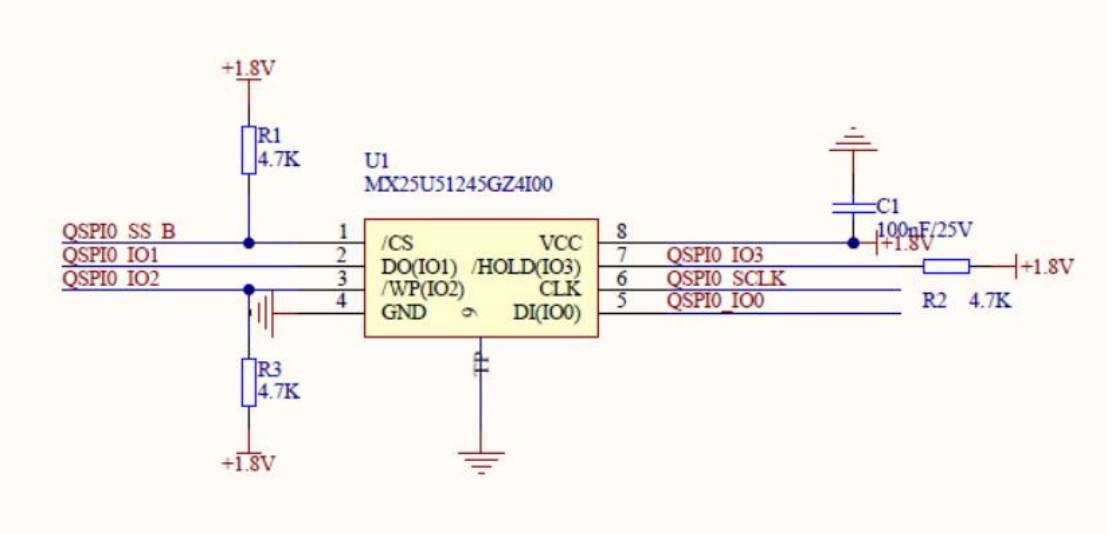 +1.8V
R1
4.7K
U1
MX25U51245GZ4I00
C1
100nF/25V
+1.8V
QSPI0_SS_B
1
/CS
VCC
8
QSPI0_IO1
2
DO(IO1)
/HOLD(IO3)
7
QSPI0_IO3
+1.8V
QSPI0_IO2
3
/WP(IO2)
CLK
6
QSPI0_SCLK
4
GND
9
DI(IO0)
5
QSPI0_IO0
R2
4.7K
TP
R3
4.7K
+1.8V